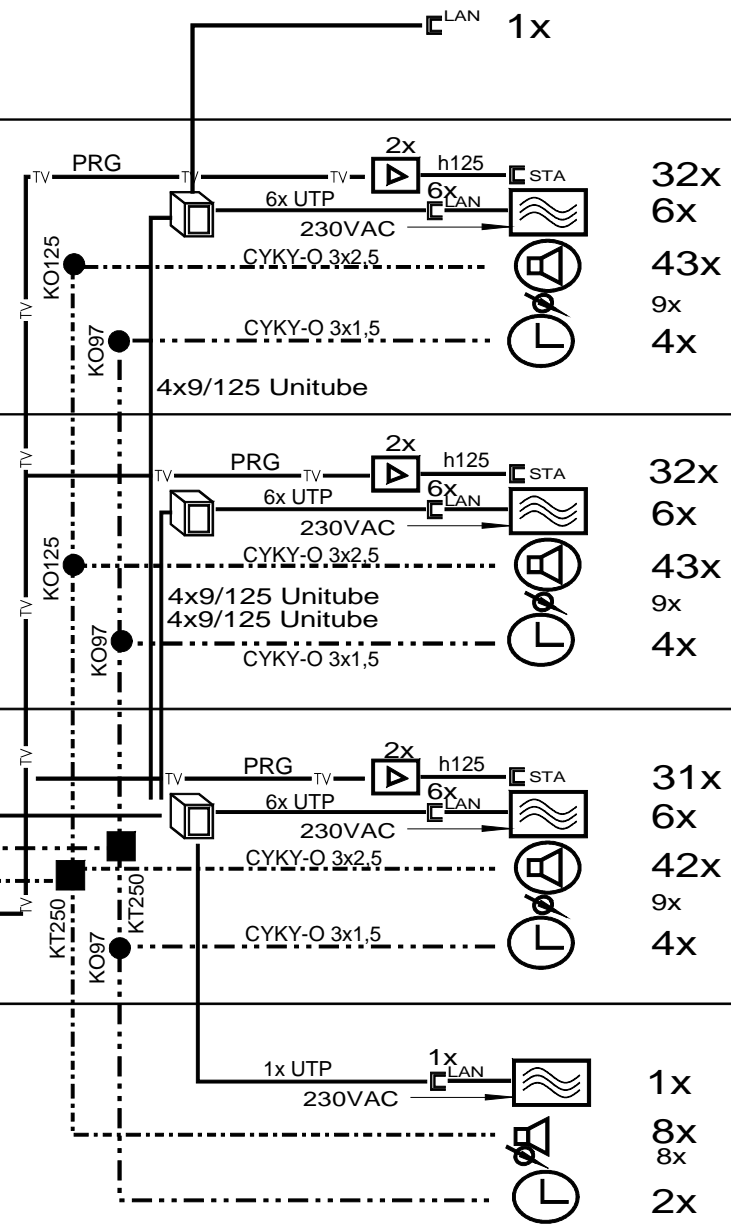 LAN 1x
2x
PRG h125
TV TV TV STA 32x
6x UTP 6x LAN 6x
230VAC
KO125 CYKY-O 3x2,5 43x
TV 9x
KO97 CYKY-O 3x1,5 4x
4x9/125 Unitube
2x
TV PRG h125
TV TV STA 32x
6x UTP 6x LAN 6x
230VAC
KO125 CYKY-O 3x2,5 43x
4x9/125 Unitube 9x
TV 4x9/125 Unitube
KO97 CYKY-O 3x1,5 4x
2x
TV PRG h125
TV TV STA 31x
6x UTP 6x LAN 6x
230VAC
CYKY-O 3x2,5 42x
TV KT250 KT250 9x
KO97 CYKY-O 3x1,5 4x
1x UTP 1x LAN 1x
230VAC
8x
8x
2x